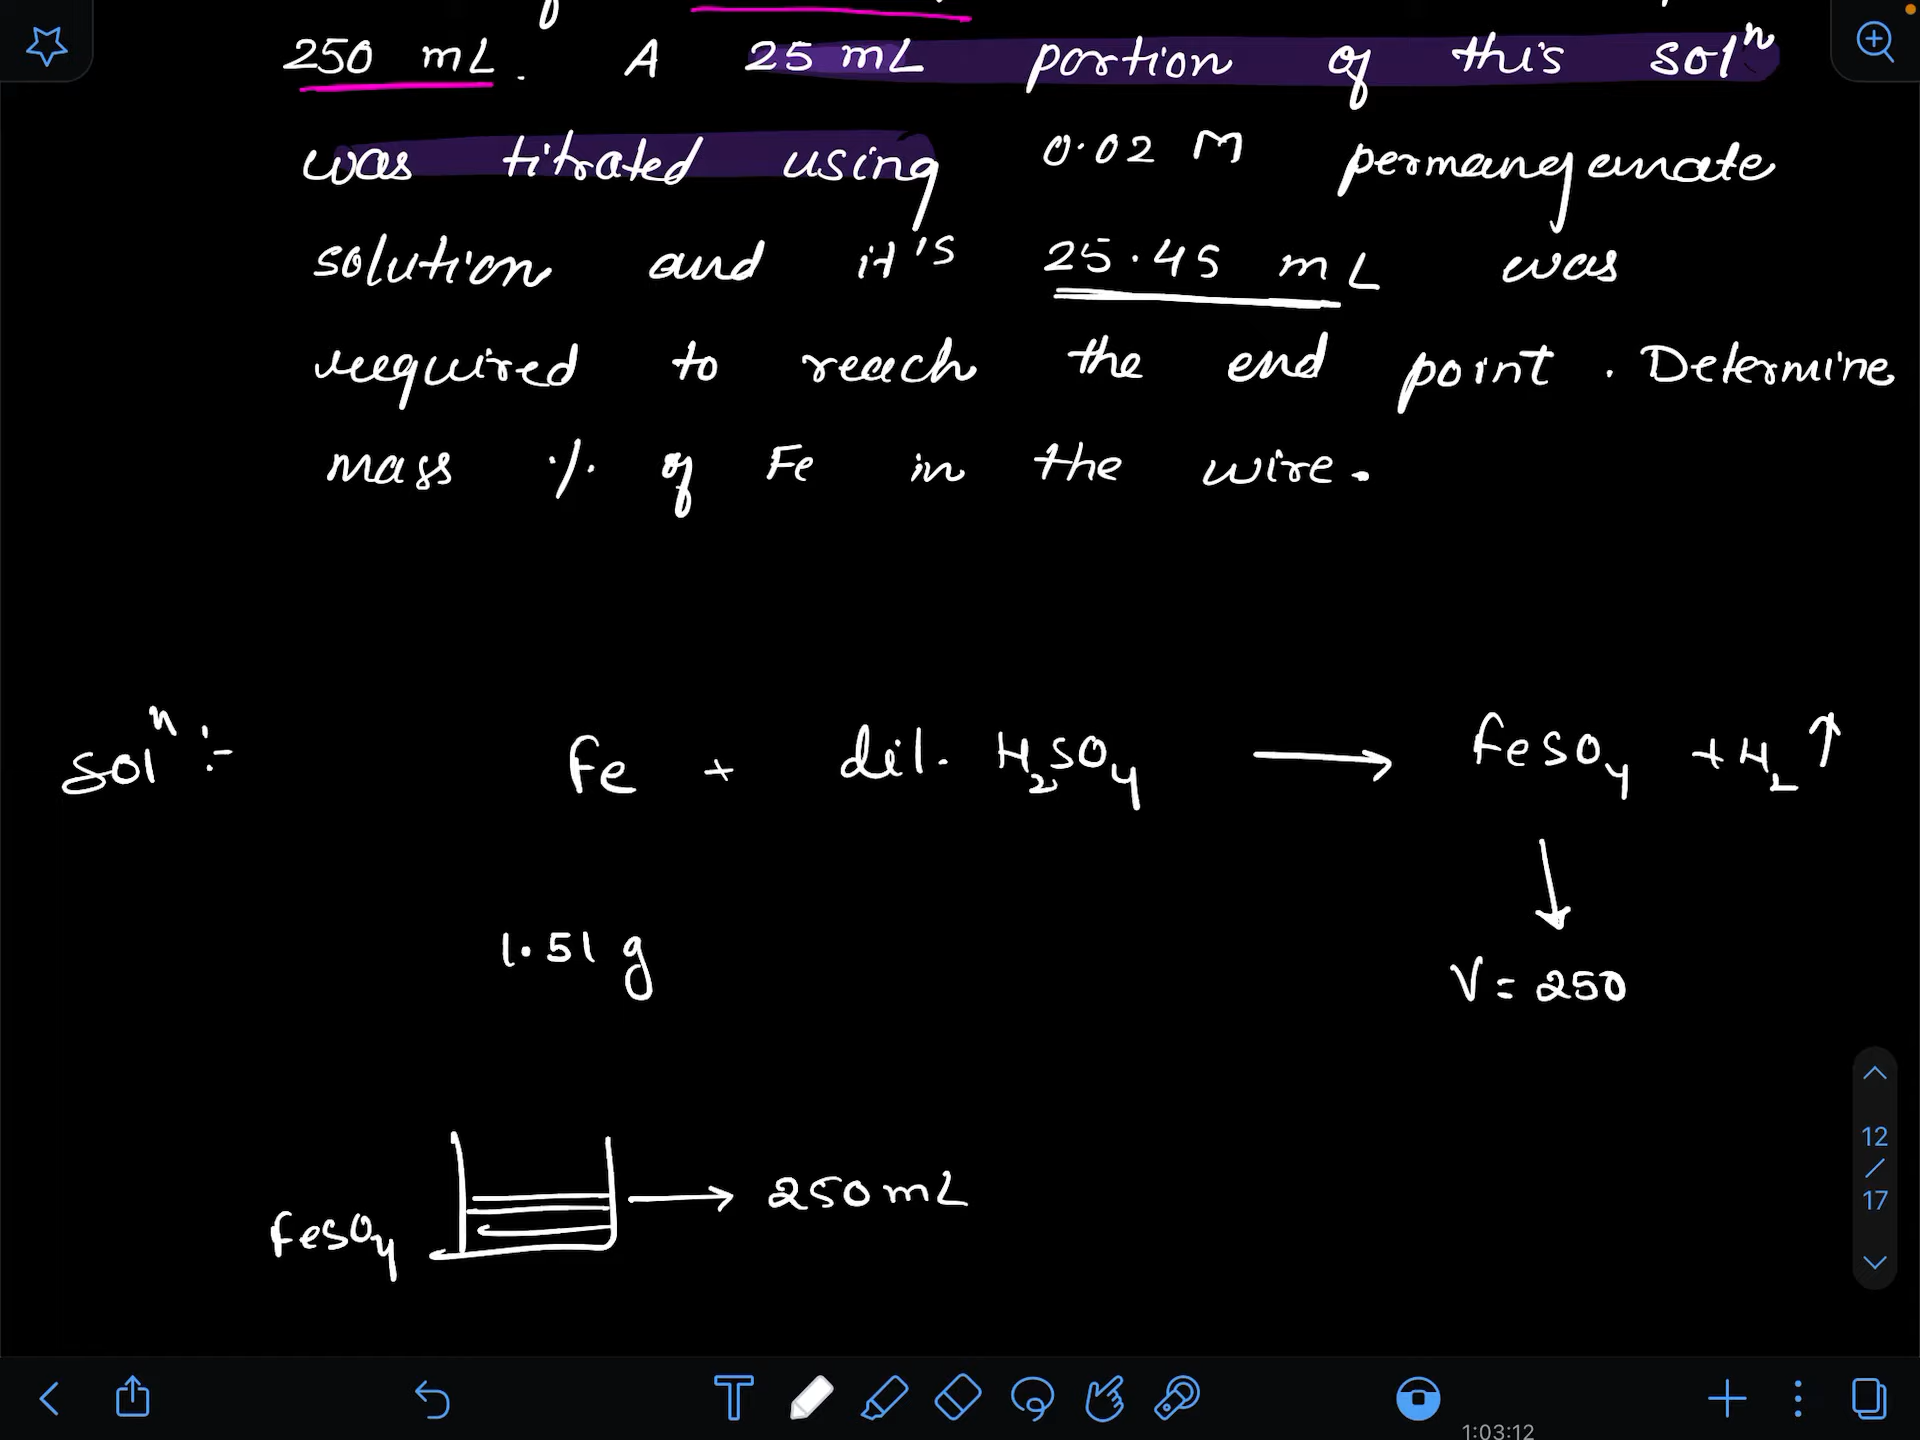 250 mL. A 25 mL portion of this solⁿ
was titrated using 0.02 M permanganate
solution and it's 25.45 mL was
required to reach the end point. Determine
mass % of Fe in the wire.
Solⁿ :- Fe + dil. H₂SO₄ ⟶ FeSO₄ + H₂ ↑
1.51 g
V = 250
FeSO₄ → 250 mL
12
/
17
T
1:03:12